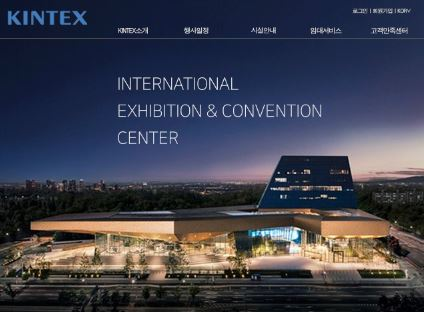 KINTEX
로그인 | 회원가입 | KOR∨
KINTEX소개 행사일정 시설안내 임대서비스 고객만족센터
INTERNATIONAL
EXHIBITION & CONVENTION
CENTER